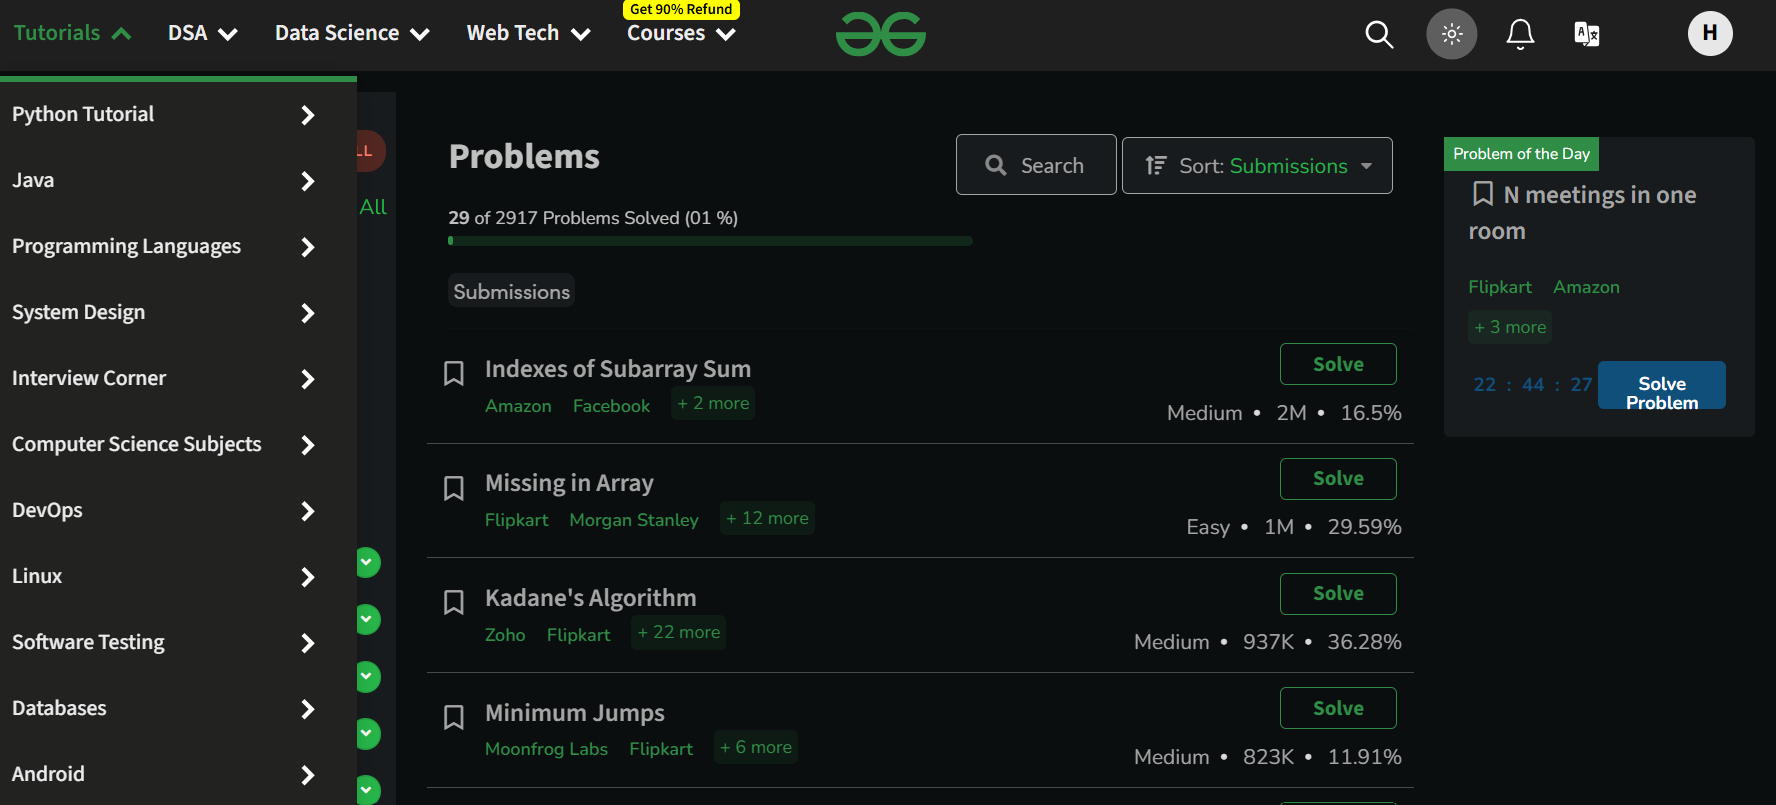 Get 90% Refund
Tutorials DSA Data Science Web Tech Courses
H
Python Tutorial
Java
Programming Languages
System Design
Interview Corner
Computer Science Subjects
DevOps
Linux
Software Testing
Databases
Android
LL
All
Problems
Search
Sort: Submissions
29 of 2917 Problems Solved (01 %)
Submissions
Indexes of Subarray Sum
Solve
Amazon Facebook + 2 more
Medium • 2M • 16.5%
Missing in Array
Solve
Flipkart Morgan Stanley + 12 more
Easy • 1M • 29.59%
Kadane's Algorithm
Solve
Zoho Flipkart + 22 more
Medium • 937K • 36.28%
Minimum Jumps
Solve
Moonfrog Labs Flipkart + 6 more
Medium • 823K • 11.91%
Problem of the Day
N meetings in one
room
Flipkart Amazon
+ 3 more
22 : 44 : 27
Solve
Problem